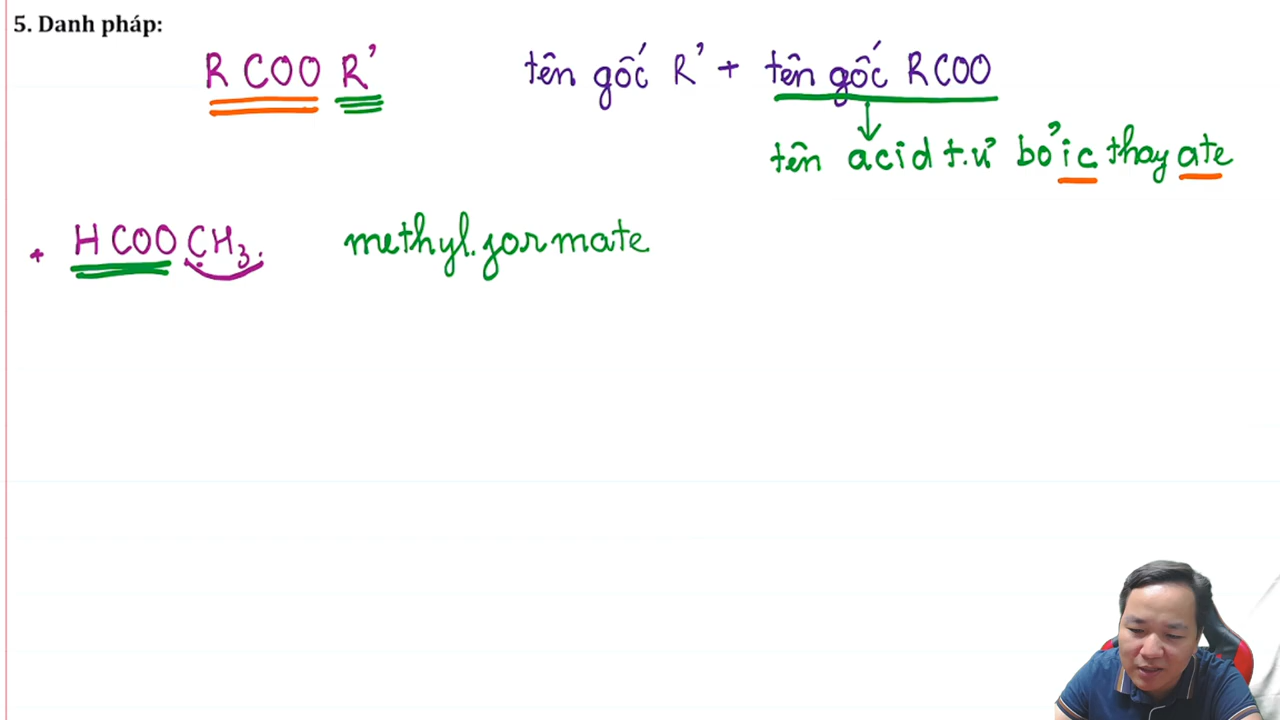 5. Danh pháp:
RCOOR' tên gốc R' + tên gốc RCOO
tên acid t.ư bỏ ic thay ate
+ HCOOCH3. methyl formate